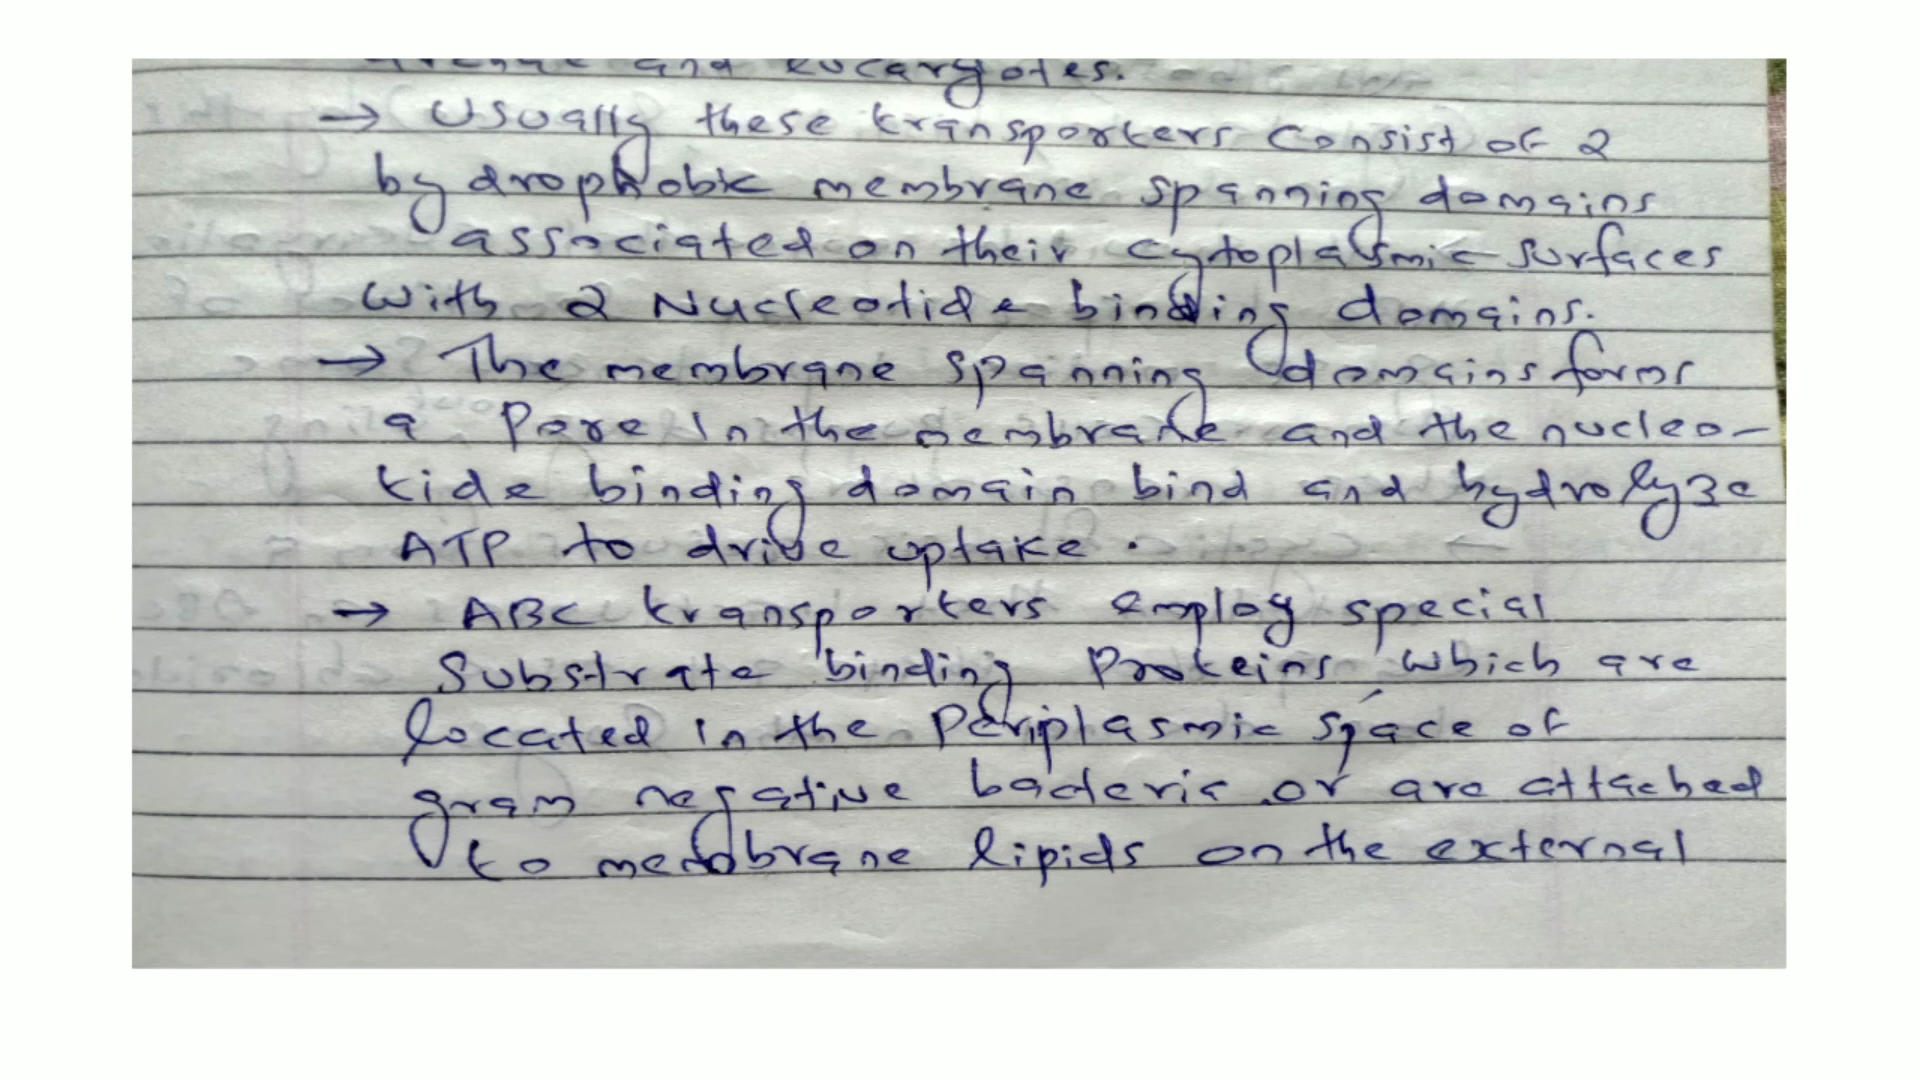 and eucaryotes.
→ Usually these transporters consist of 2
hydrophobic membrane spanning domains
associated on their cytoplasmic surfaces
with 2 Nucleotide binding domains.
→ The membrane spanning domains forms
a Pore in the membrane and the nucleo-
tide binding domain bind and hydrolyze
ATP to drive uptake.
→ ABC transporters employ special
Substrate binding Proteins which are
located in the Periplasmic space of
gram negative bacteria or are attached
to membrane lipids on the external